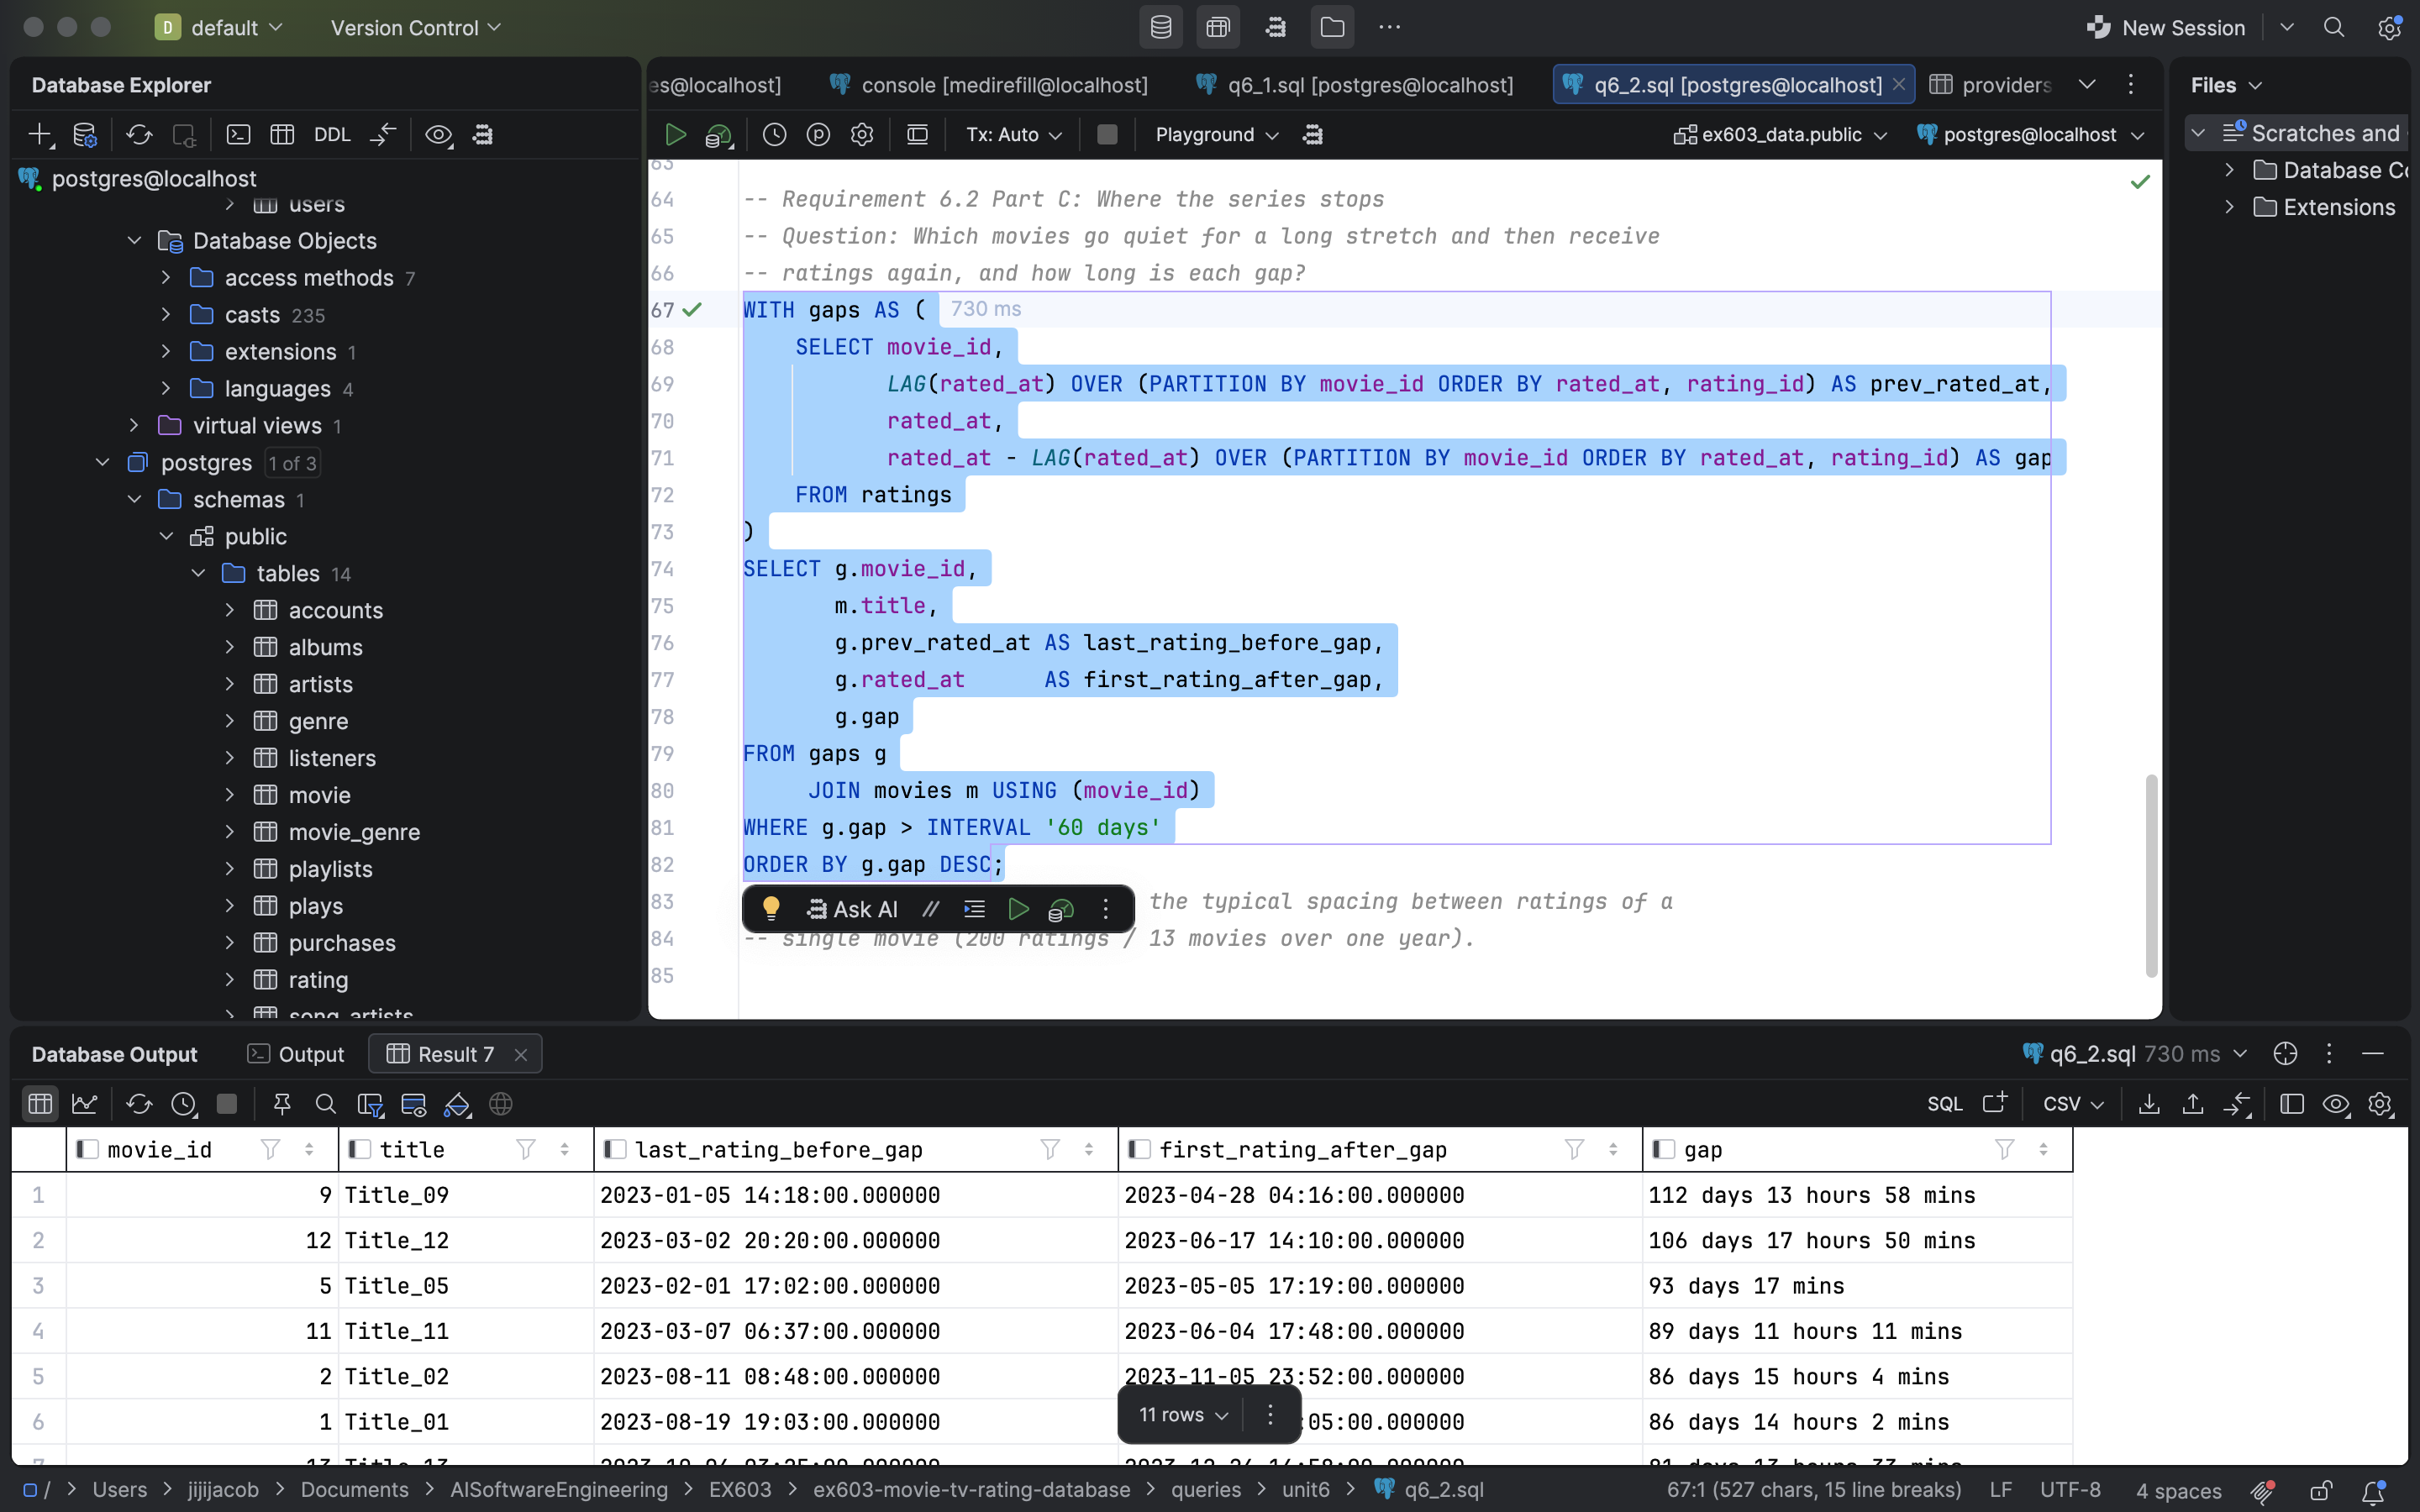 D default
Version Control
New Session
Database Explorer
es@localhost]
console [medirefill@localhost]
q6_1.sql [postgres@localhost]
q6_2.sql [postgres@localhost]
providers
Files
DDL
Tx: Auto
Playground
ex603_data.public
postgres@localhost
Scratches and
Database Co
Extensions
postgres@localhost
users
Database Objects
access methods 7
casts 235
extensions 1
languages 4
virtual views 1
postgres 1 of 3
schemas 1
public
tables 14
accounts
albums
artists
genre
listeners
movie
movie_genre
playlists
plays
purchases
rating
song_artists
63
64 -- Requirement 6.2 Part C: Where the series stops
65 -- Question: Which movies go quiet for a long stretch and then receive
66 -- ratings again, and how long is each gap?
67 WITH gaps AS ( 730 ms
68 SELECT movie_id,
69 LAG(rated_at) OVER (PARTITION BY movie_id ORDER BY rated_at, rating_id) AS prev_rated_at,
70 rated_at,
71 rated_at - LAG(rated_at) OVER (PARTITION BY movie_id ORDER BY rated_at, rating_id) AS gap
72 FROM ratings
73 )
74 SELECT g.movie_id,
75 m.title,
76 g.prev_rated_at AS last_rating_before_gap,
77 g.rated_at AS first_rating_after_gap,
78 g.gap
79 FROM gaps g
80 JOIN movies m USING (movie_id)
81 WHERE g.gap > INTERVAL '60 days'
82 ORDER BY g.gap DESC;
83 the typical spacing between ratings of a
Ask AI //
84 -- single movie (200 ratings / 13 movies over one year).
85
Database Output
Output
Result 7
q6_2.sql 730 ms
SQL
CSV
movie_id title last_rating_before_gap first_rating_after_gap gap
1 9 Title_09 2023-01-05 14:18:00.000000 2023-04-28 04:16:00.000000 112 days 13 hours 58 mins
2 12 Title_12 2023-03-02 20:20:00.000000 2023-06-17 14:10:00.000000 106 days 17 hours 50 mins
3 5 Title_05 2023-02-01 17:02:00.000000 2023-05-05 17:19:00.000000 93 days 17 mins
4 11 Title_11 2023-03-07 06:37:00.000000 2023-06-04 17:48:00.000000 89 days 11 hours 11 mins
5 2 Title_02 2023-08-11 08:48:00.000000 2023-11-05 23:52:00.000000 86 days 15 hours 4 mins
6 1 Title_01 2023-08-19 19:03:00.000000 :05:00.000000 86 days 14 hours 2 mins
11 rows
/ > Users > jijijacob > Documents > AISoftwareEngineering > EX603 > ex603-movie-tv-rating-database > queries > unit6 > q6_2.sql
67:1 (527 chars, 15 line breaks)
LF
UTF-8
4 spaces